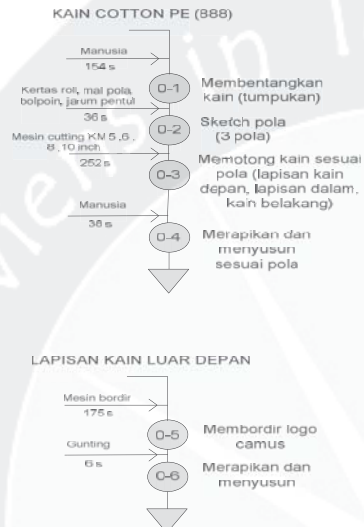 KAIN COTTON PE (888)
Manusia
154 s
O-1
Membentangkan
kain (tumpukan)
Kertas roll, mal pola,
bolpoin, jarum pentul
36 s
O-2
Sketch pola
(3 pola)
Mesin cutting KM 5 ,6 ,
8 ,10 inch
252 s
O-3
Memotong kain sesuai
pola (lapisan kain
depan, lapisan dalam,
kain belakang)
Manusia
38 s
O-4
Merapikan dan
menyusun
sesuai pola
LAPISAN KAIN LUAR DEPAN
Mesin bordir
175 s
O-5
Membordir logo
camus
Gunting
6 s
O-6
Merapikan dan
menyusun